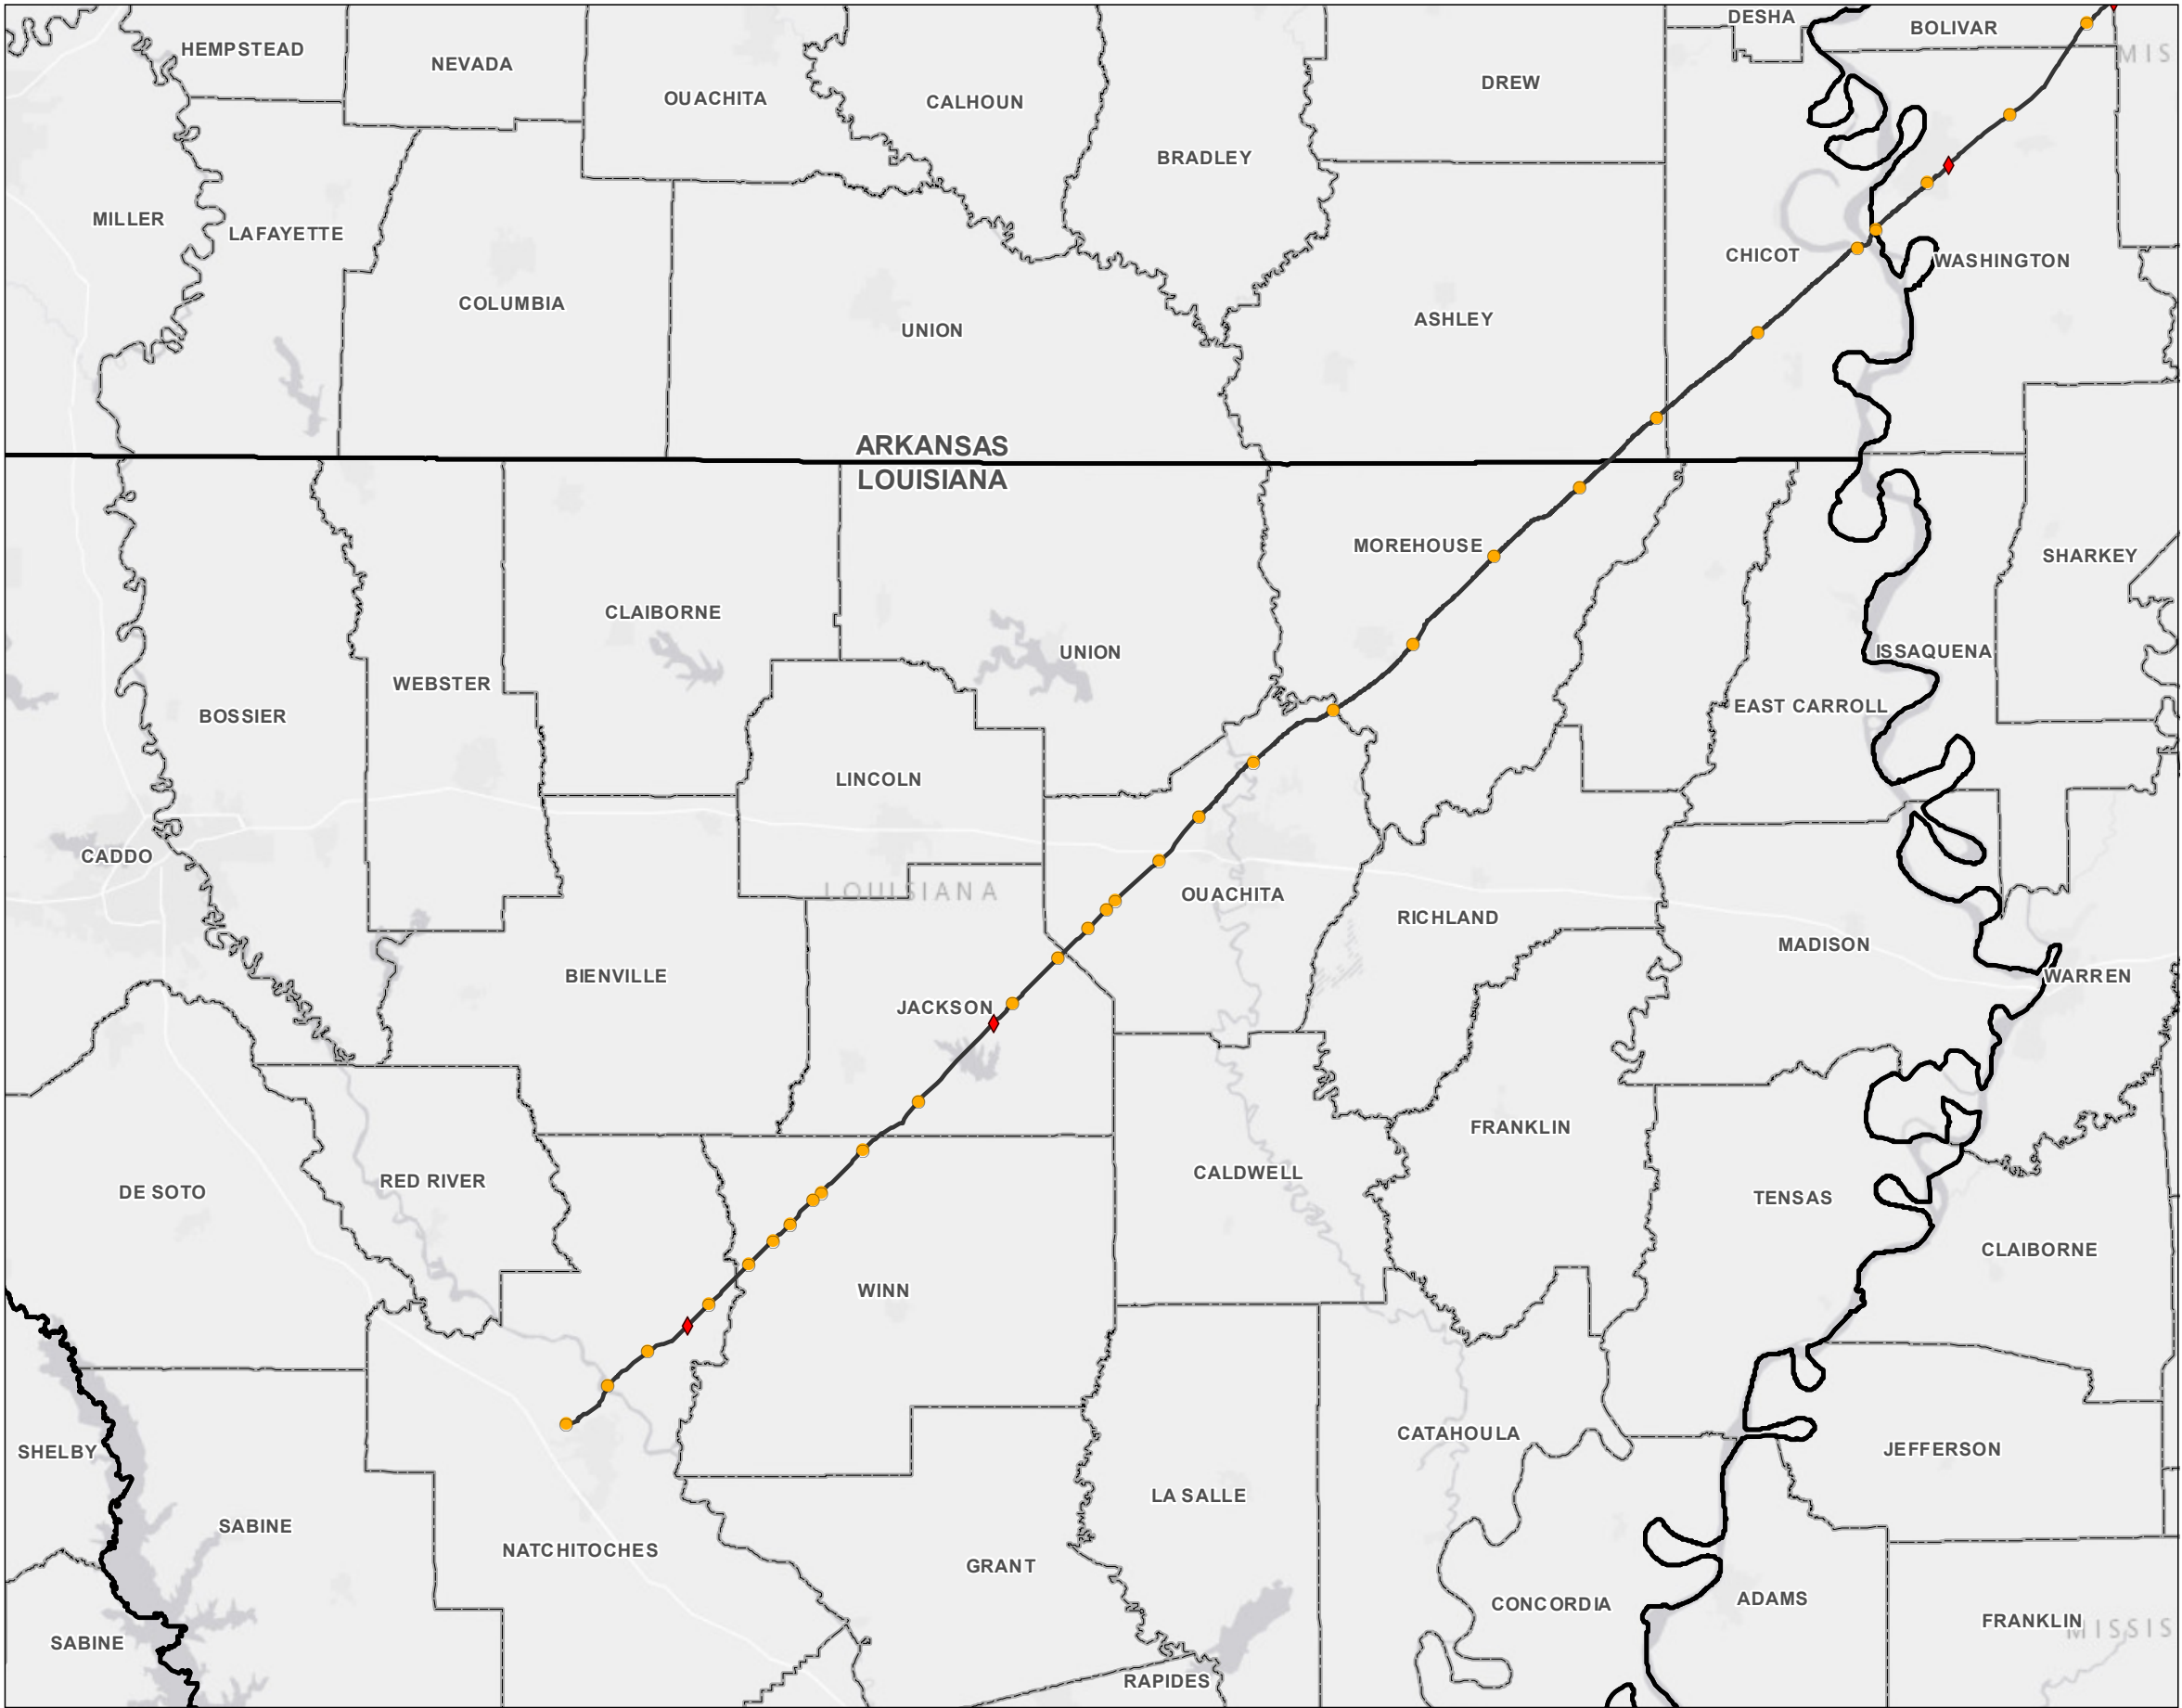 DESHA
BOLIVAR
HEMPSTEAD
MIS
NEVADA
DREW
OUACHITA
CALHOUN
BRADLEY
MILLER
LAFAYETTE
CHICOT
WASHINGTON
COLUMBIA
ASHLEY
UNION
ARKANSAS
LOUISIANA
MOREHOUSE
SHARKEY
CLAIBORNE
UNION
ISSAQUENA
WEBSTER
EAST CARROLL
BOSSIER
LINCOLN
CADDO
LOUISIANA
OUACHITA
RICHLAND
MADISON
BIENVILLE
WARREN
JACKSON
FRANKLIN
CALDWELL
RED RIVER
DE SOTO
TENSAS
CLAIBORNE
WINN
CATAHOULA
SHELBY
JEFFERSON
LA SALLE
SABINE
NATCHITOCHES
GRANT
ADAMS
CONCORDIA
FRANKLIN
MISSIS
SABINE
RAPIDES